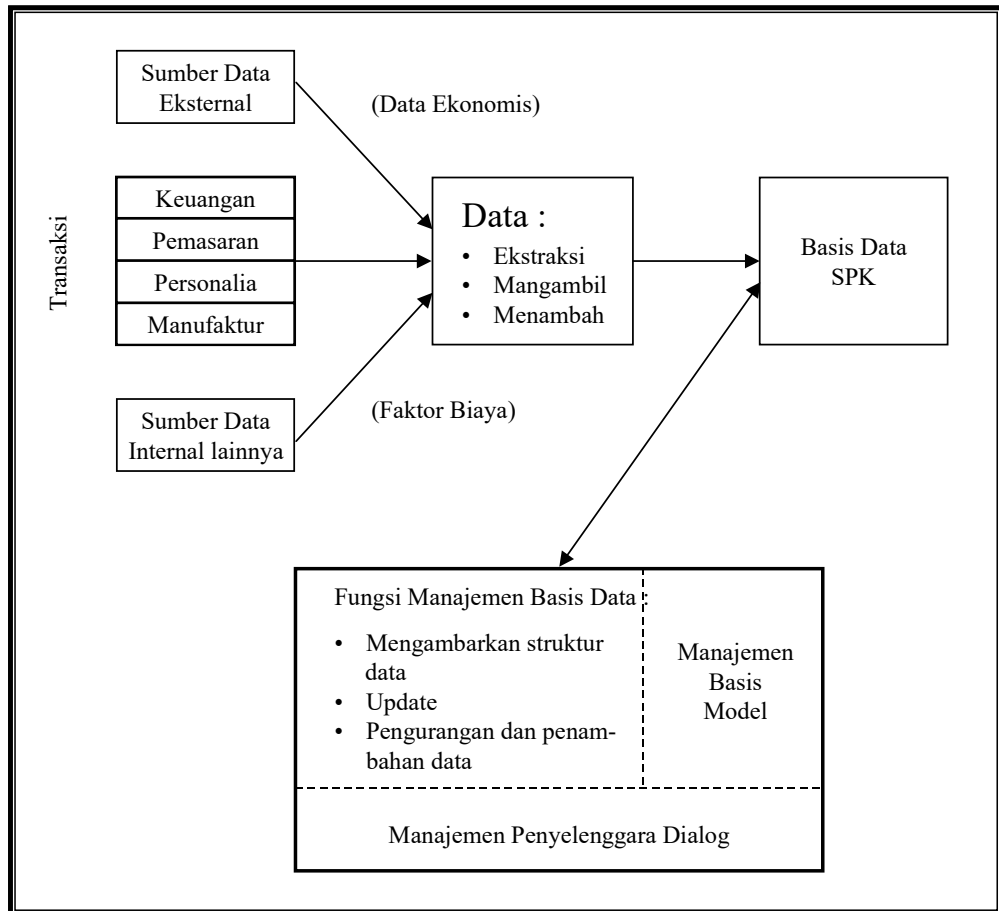 Sumber Data
Eksternal
(Data Ekonomis)
Transaksi
Keuangan
Pemasaran
Personalia
Manufaktur
Data :
• Ekstraksi
• Mangambil
• Menambah
Basis Data
SPK
Sumber Data
Internal lainnya
(Faktor Biaya)
Fungsi Manajemen Basis Data :
• Mengambarkan struktur
data
• Update
• Pengurangan dan penam-
bahan data
Manajemen
Basis
Model
Manajemen Penyelenggara Dialog